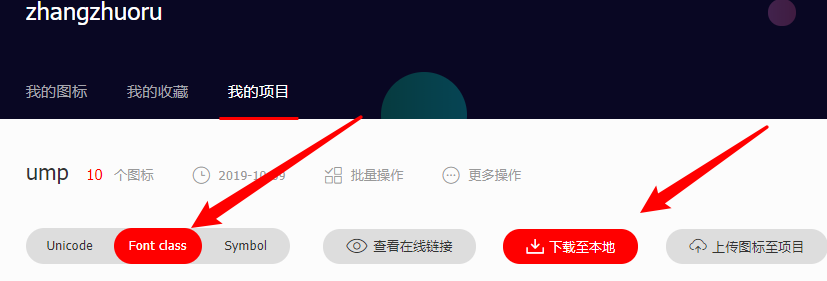 zhangzhuoru
我的图标 我的收藏 我的项目
ump 10 个图标 2019-10-09 批量操作 更多操作
Unicode Font class Symbol 查看在线链接 下载至本地 上传图标至项目